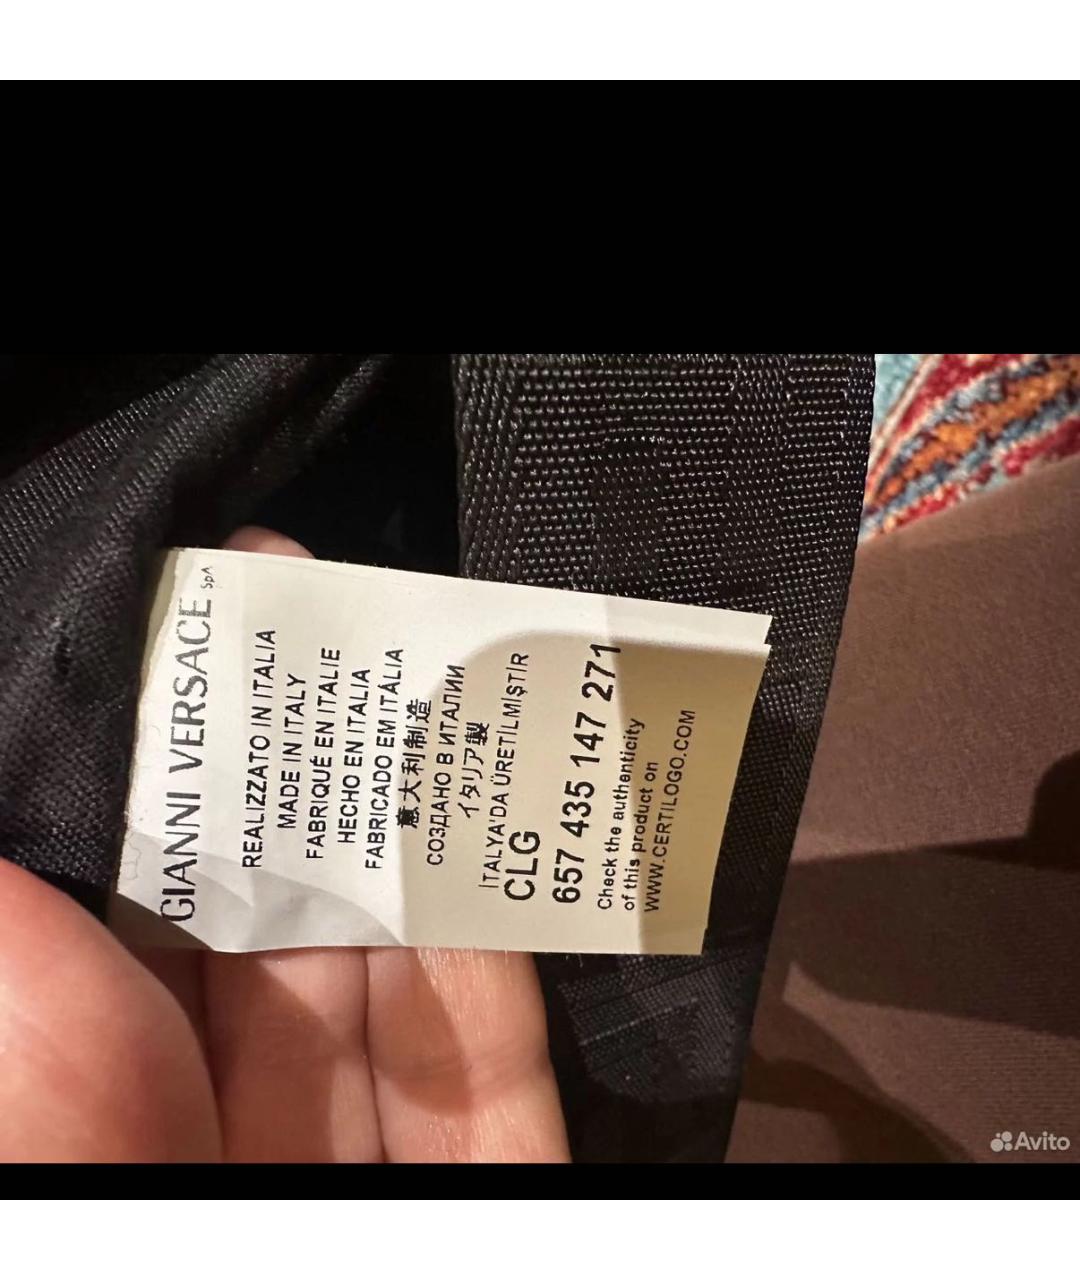 GIANNI VERSACE SpA
REALIZZATO IN ITALIA
MADE IN ITALY
FABRIQUÉ EN ITALIE
HECHO EN ITALIA
FABRICADO EM ITÁLIA
意大利制造
СОЗДАНО В ИТАЛИИ
イタリア製
İTALYA'DA ÜRETİLMİŞTİR
CLG
657 435 147 271
Check the authenticity
of this product on
WWW.CERTILOGO.COM
Avito